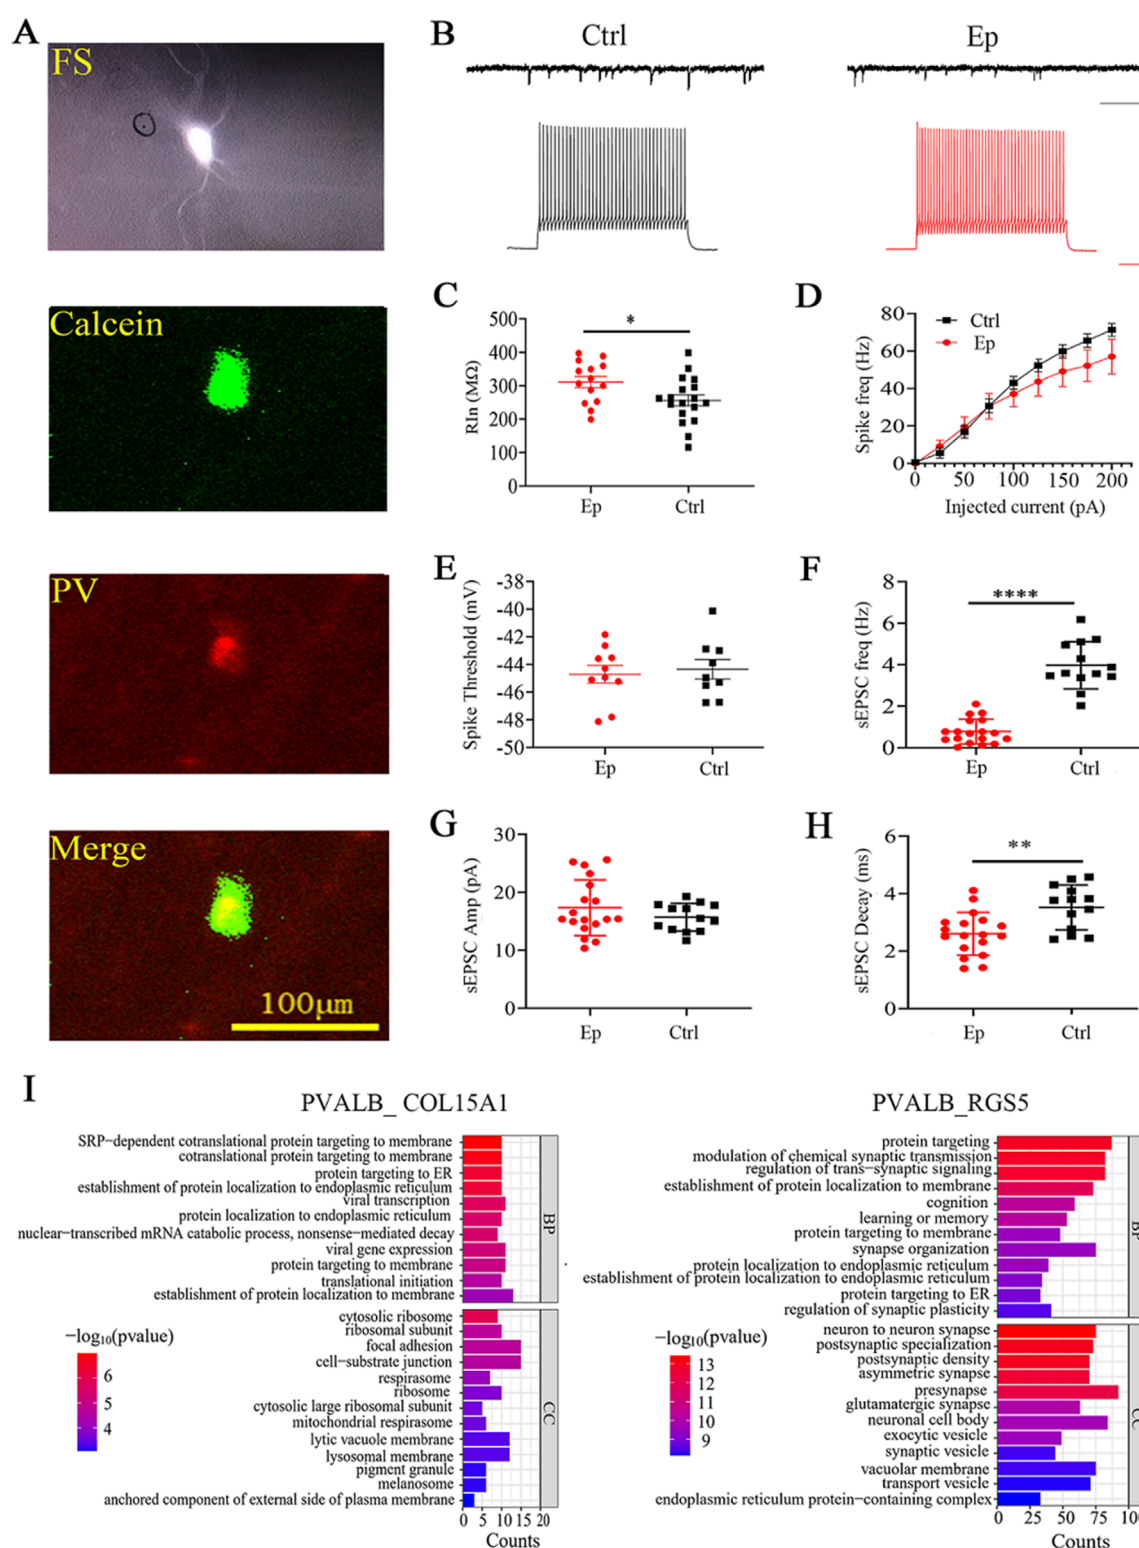 A
FS
Calcein
PV
Merge
100μm
B
Ctrl
Ep
C
*
RIn (MΩ)
500
400
300
200
100
0
Ep
Ctrl
D
Ctrl
Ep
Spike freq (Hz)
80
60
40
20
0
0
50
100
150
200
Injected current (pA)
E
Spike Threshold (mV)
-38
-40
-42
-44
-46
-48
-50
Ep
Ctrl
F
****
sEPSC freq (Hz)
8
6
4
2
0
Ep
Ctrl
G
sEPSC Amp (pA)
30
20
10
0
Ep
Ctrl
H
**
sEPSC Decay (ms)
6
4
2
0
Ep
Ctrl
I
PVALB_ COL15A1
SRP-dependent cotranslational protein targeting to membrane
cotranslational protein targeting to membrane
protein targeting to ER
establishment of protein localization to endoplasmic reticulum
viral transcription
protein localization to endoplasmic reticulum
nuclear-transcribed mRNA catabolic process, nonsense-mediated decay
viral gene expression
protein targeting to membrane
translational initiation
establishment of protein localization to membrane
BP
cytosolic ribosome
ribosomal subunit
focal adhesion
cell-substrate junction
respirasome
ribosome
cytosolic large ribosomal subunit
mitochondrial respirasome
lytic vacuole membrane
lysosomal membrane
pigment granule
melanosome
anchored component of external side of plasma membrane
CC
−log₁₀(pvalue)
6
5
4
0 5 10 15 20
Counts
PVALB_RGS5
protein targeting
modulation of chemical synaptic transmission
regulation of trans-synaptic signaling
establishment of protein localization to membrane
cognition
learning or memory
protein targeting to membrane
synapse organization
protein localization to endoplasmic reticulum
establishment of protein localization to endoplasmic reticulum
protein targeting to ER
regulation of synaptic plasticity
BP
neuron to neuron synapse
postsynaptic specialization
postsynaptic density
asymmetric synapse
presynapse
glutamatergic synapse
neuronal cell body
exocytic vesicle
synaptic vesicle
vacuolar membrane
transport vesicle
endoplasmic reticulum protein-containing complex
−log₁₀(pvalue)
13
12
11
10
9
0 25 50 75 100
Counts